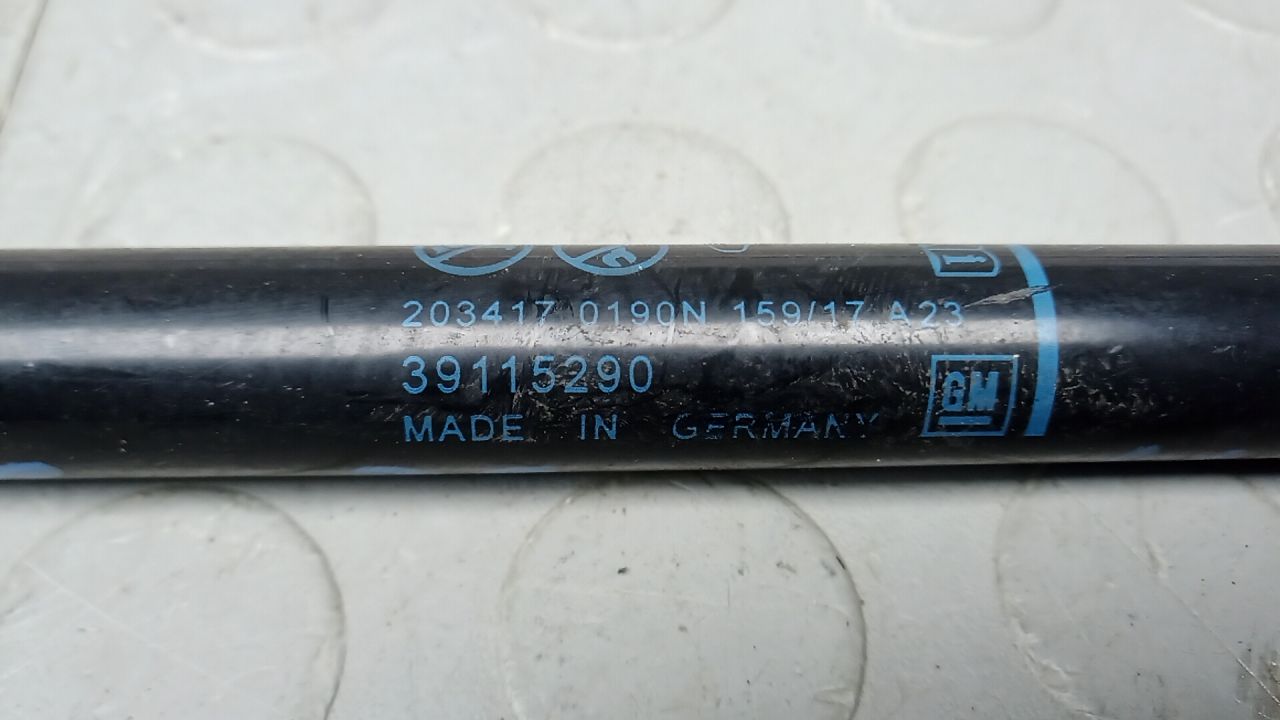 203417 0190N 159/17 A23
39115290
MADE IN GERMANY
GM